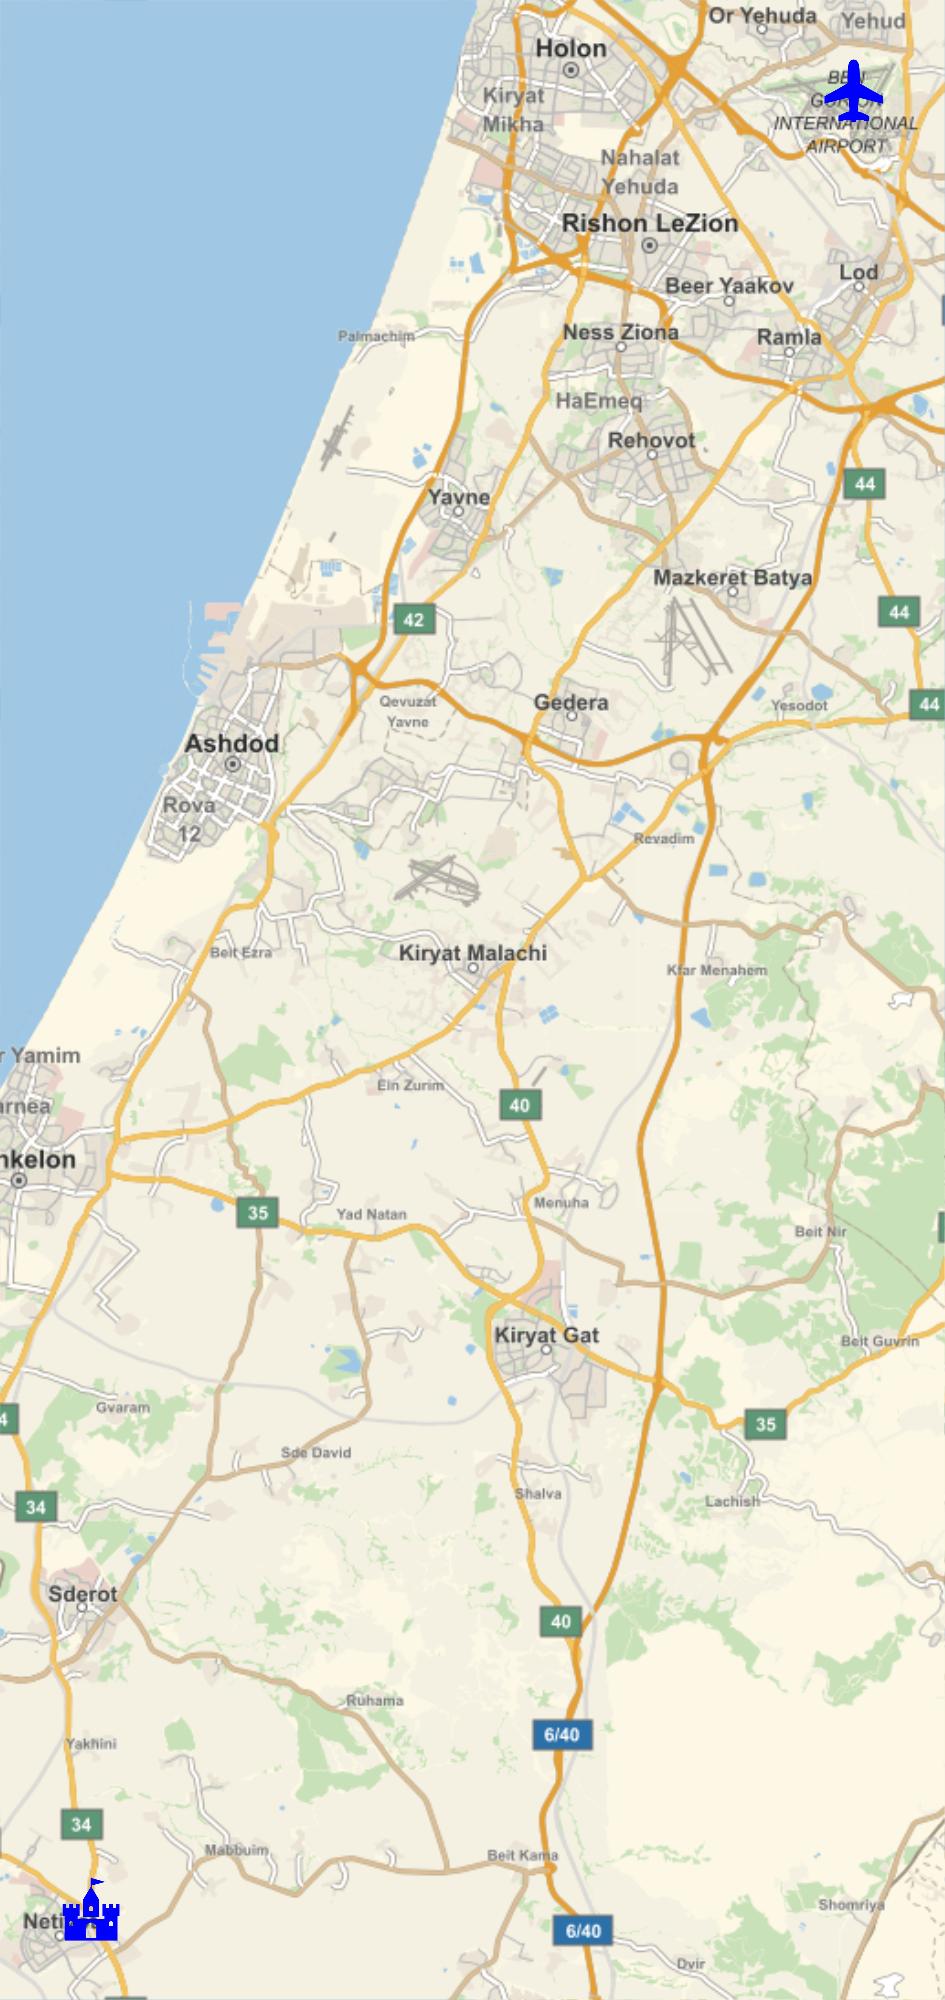 Or Yehuda
Yehud
Holon
BEN
GURION
INTERNATIONAL
AIRPORT
Kiryat
Mikha
Nahalat
Yehuda
Rishon LeZion
Lod
Beer Yaakov
Ness Ziona
Ramla
Palmachim
HaEmeq
Rehovot
44
Yavne
Mazkeret Batya
42
44
Qevuzat
Yavne
Gedera
Yesodot
44
Ashdod
Rova
12
Revadim
Beit Ezra
Kiryat Malachi
Kfar Menahem
r Yamim
arnea
Ein Zurim
40
hkelon
35
Yad Natan
Menuha
Beit Nir
Kiryat Gat
Beit Guvrin
Gvaram
4
35
Sde David
Shalva
Lachish
34
Sderot
40
Ruhama
6/40
Yakhini
34
Mabbuim
Beit Kama
Shomriya
Neti
6/40
Dvir